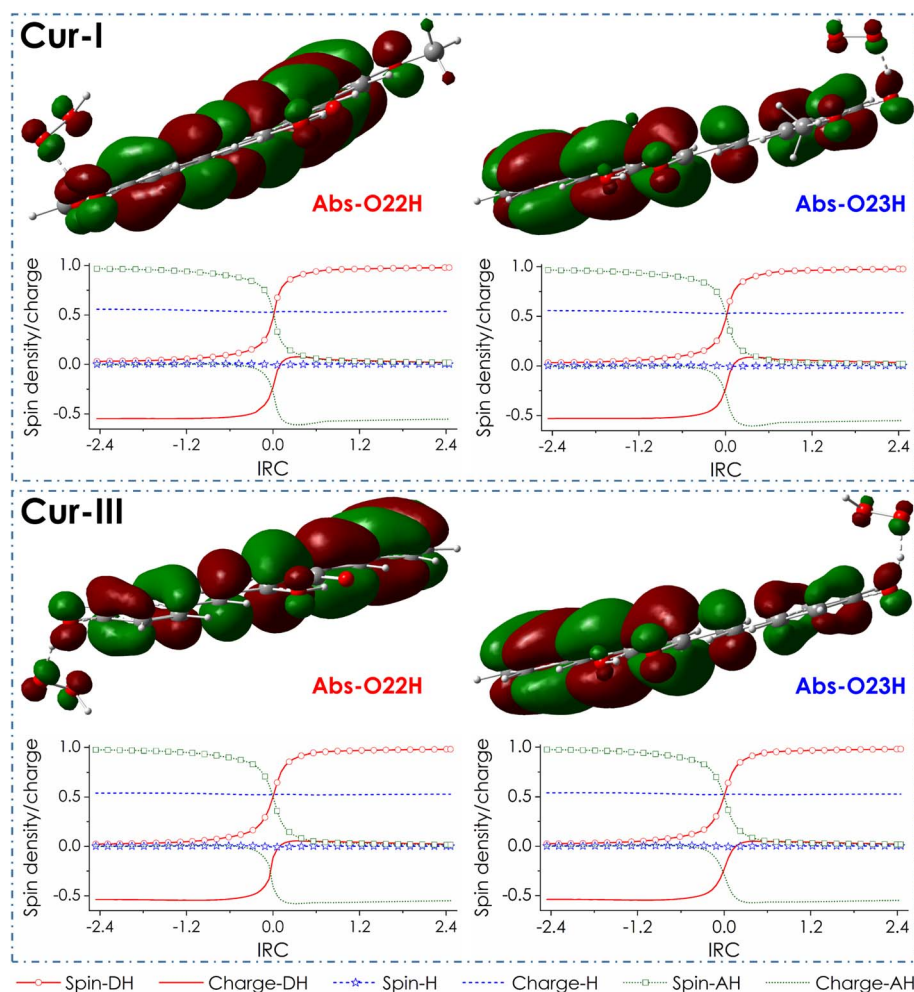 Cur-I
Abs-O22H
Abs-O23H
Spin density/charge
1.0
0.5
0.0
-0.5
-2.4 -1.2 0.0 1.2 2.4
IRC
Spin density/charge
1.0
0.5
0.0
-0.5
-2.4 -1.2 0.0 1.2 2.4
IRC
Cur-III
Abs-O22H
Abs-O23H
Spin density/charge
1.0
0.5
0.0
-0.5
-2.4 -1.2 0.0 1.2 2.4
IRC
Spin density/charge
1.0
0.5
0.0
-0.5
-2.4 -1.2 0.0 1.2 2.4
IRC
Spin-DH Charge-DH Spin-H Charge-H Spin-AH Charge-AH